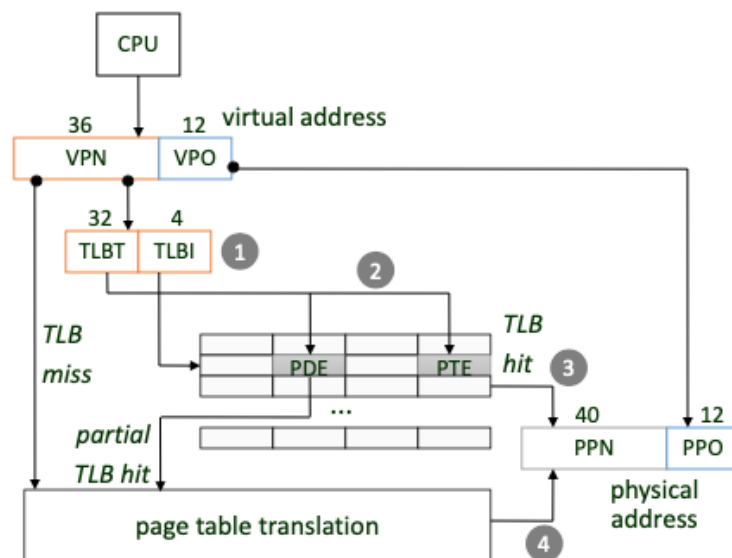 CPU
36 12 virtual address
VPN VPO
32 4
TLBT TLBI 1
2
TLB
miss
TLB
hit
PDE PTE
3
...
partial
TLB hit
40 12
PPN PPO
physical
address
page table translation
4